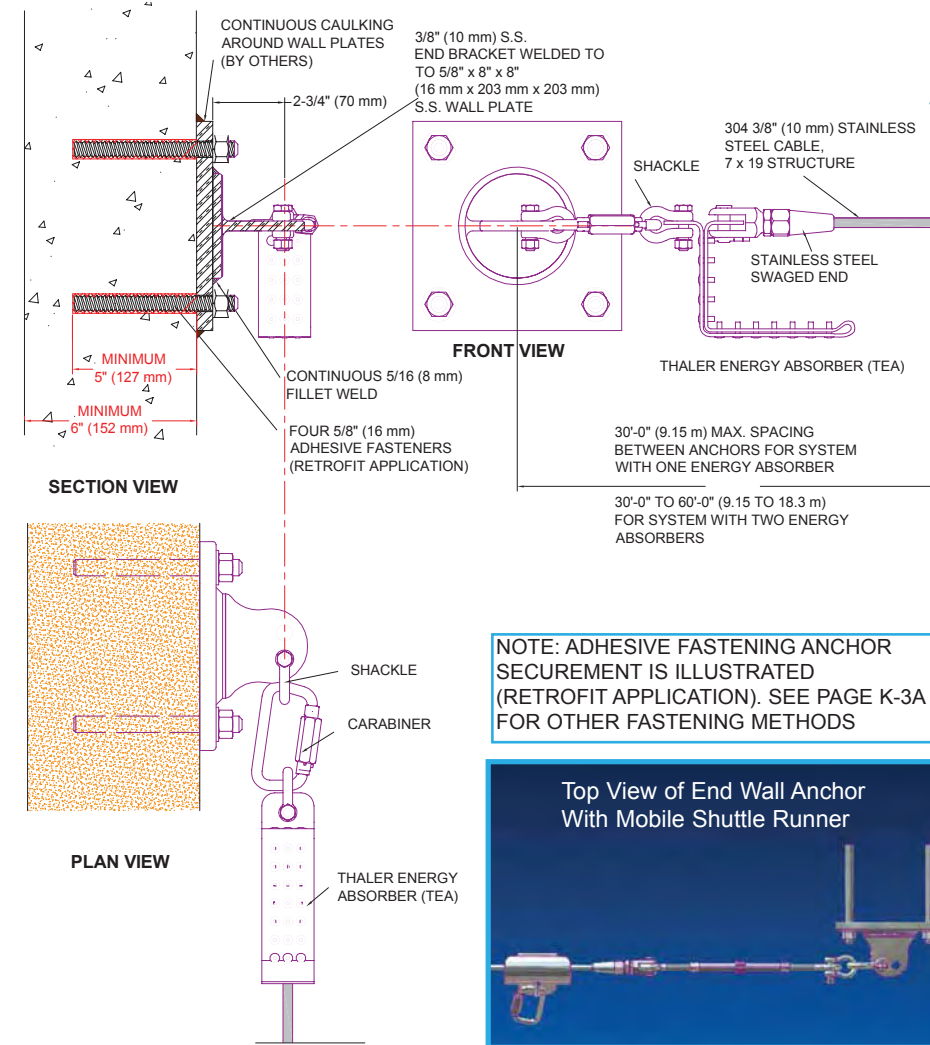 CONTINUOUS CAULKING
AROUND WALL PLATES
(BY OTHERS)
3/8" (10 mm) S.S.
END BRACKET WELDED TO
TO 5/8" x 8" x 8"
(16 mm x 203 mm x 203 mm)
S.S. WALL PLATE
2-3/4" (70 mm)
304 3/8" (10 mm) STAINLESS
STEEL CABLE,
7 x 19 STRUCTURE
SHACKLE
STAINLESS STEEL
SWAGED END
FRONT VIEW
THALER ENERGY ABSORBER (TEA)
MINIMUM
5" (127 mm)
MINIMUM
6" (152 mm)
CONTINUOUS 5/16 (8 mm)
FILLET WELD
FOUR 5/8" (16 mm)
ADHESIVE FASTENERS
(RETROFIT APPLICATION)
30'-0" (9.15 m) MAX. SPACING
BETWEEN ANCHORS FOR SYSTEM
WITH ONE ENERGY ABSORBER
30'-0" TO 60'-0" (9.15 TO 18.3 m)
FOR SYSTEM WITH TWO ENERGY
ABSORBERS
SECTION VIEW
NOTE: ADHESIVE FASTENING ANCHOR
SECUREMENT IS ILLUSTRATED
(RETROFIT APPLICATION). SEE PAGE K-3A
FOR OTHER FASTENING METHODS
SHACKLE
CARABINER
PLAN VIEW
THALER ENERGY
ABSORBER (TEA)
Top View of End Wall Anchor
With Mobile Shuttle Runner